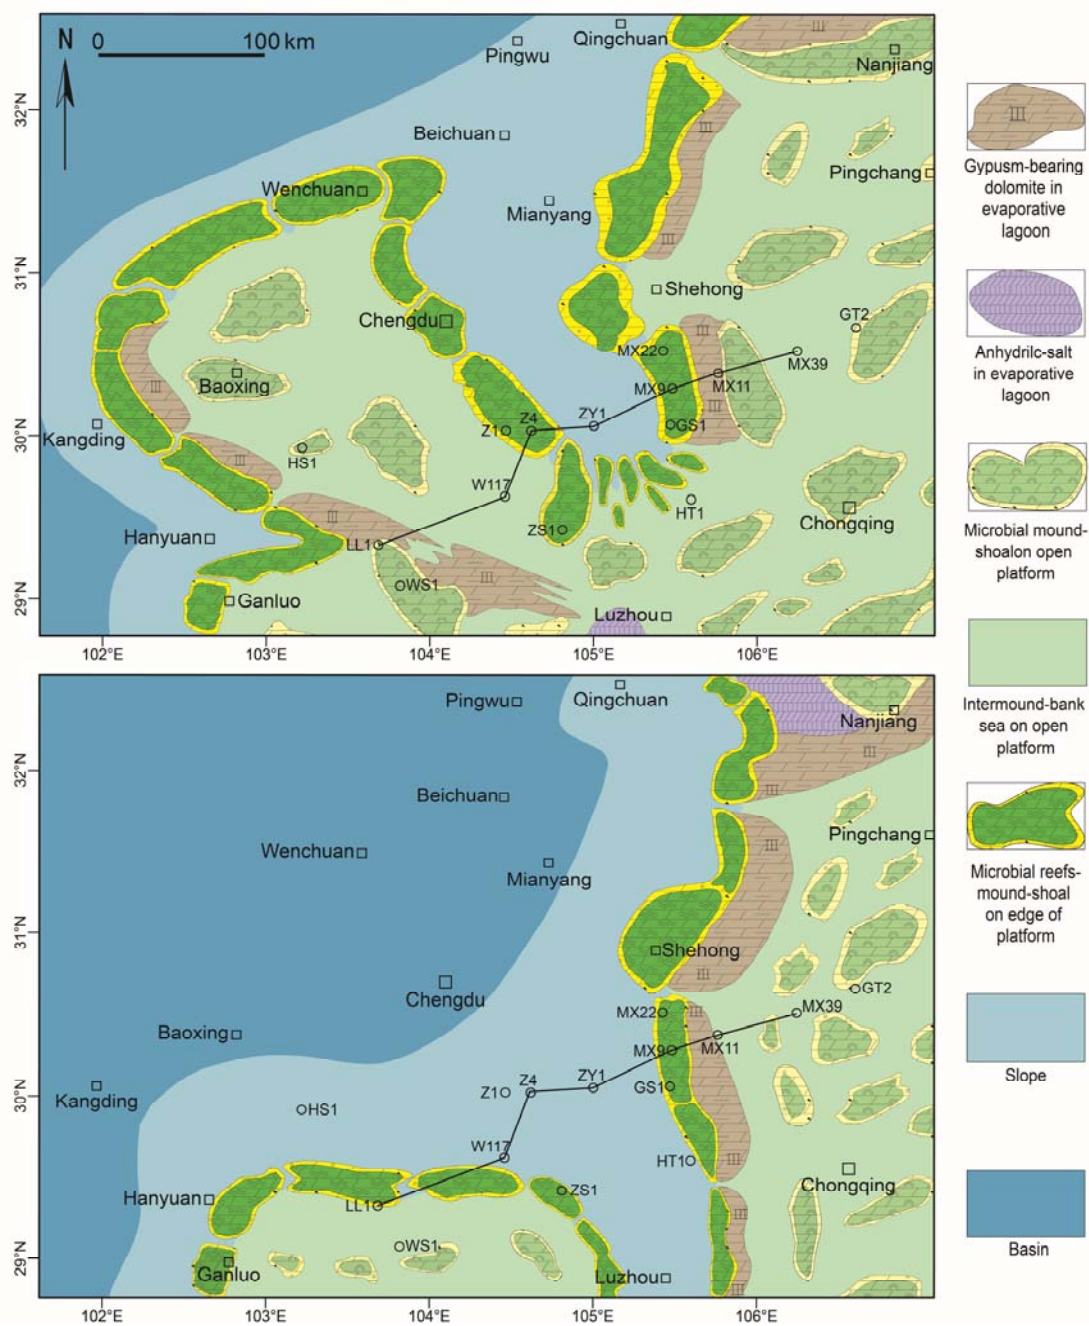 N
0 100 km
Pingwu
Qingchuan
Nanjiang
32°N
Beichuan
Pingchang
Wenchuan
Mianyang
31°N
Shehong
GT2
Chengdu
MX22
MX39
Baoxing
MX9
MX11
ZY1
Z4
Z1
GS1
30°N
Kangding
HS1
W117
HT1
Chongqing
ZS1
Hanyuan
LL1
WS1
29°N
Ganluo
Luzhou
102°E 103°E 104°E 105°E 106°E
Pingwu
Qingchuan
Nanjiang
32°N
Beichuan
Pingchang
Wenchuan
Mianyang
31°N
Shehong
Chengdu
GT2
MX22
MX39
Baoxing
MX9
MX11
ZY1
Z4
Z1
GS1
30°N
Kangding
HS1
W117
HT1
Chongqing
Hanyuan
ZS1
LL1
WS1
29°N
Ganluo
Luzhou
102°E 103°E 104°E 105°E 106°E
Gypusm-bearing
dolomite in
evaporative
lagoon
Anhydrilc-salt
in evaporative
lagoon
Microbial mound-
shoalon open
platform
Intermound-bank
sea on open
platform
Microbial reefs-
mound-shoal
on edge of
platform
Slope
Basin